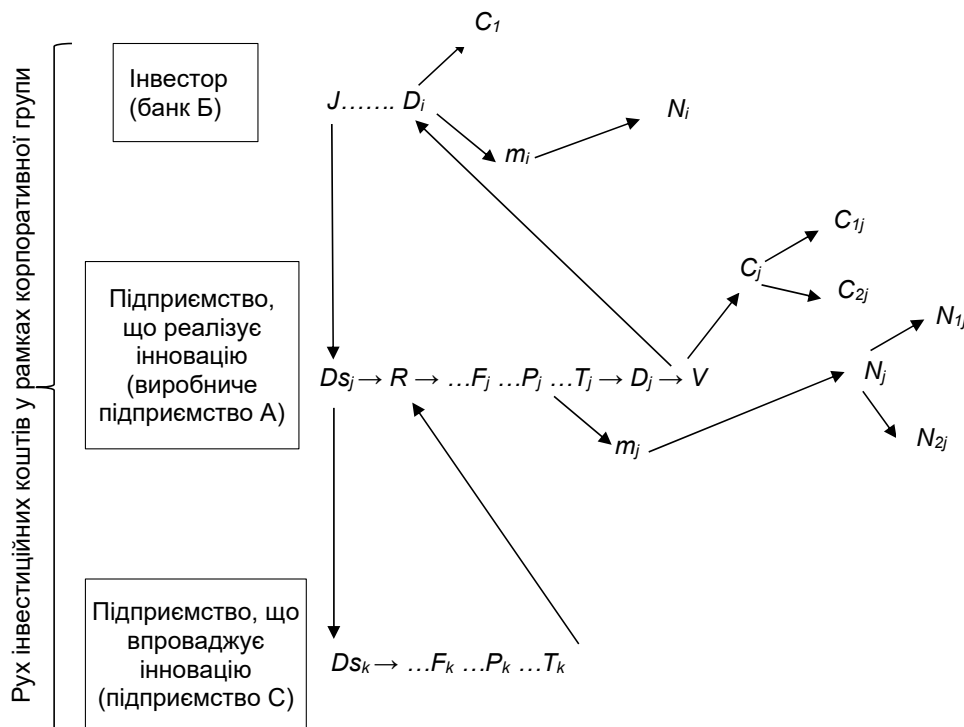 Рух інвестиційних коштів у рамках корпоративної групи
C1
Інвестор
(банк Б)
J……. Di
Ni
mi
C1j
Cj
C2j
Підприємство,
що реалізує
інновацію
(виробниче
підприємство А)
N1j
Dsj → R → …Fj …Pj …Tj → Dj → V
Nj
mj
N2j
Підприємство, що
впроваджує
інновацію
(підприємство С)
Dsk → …Fk …Pk …Tk